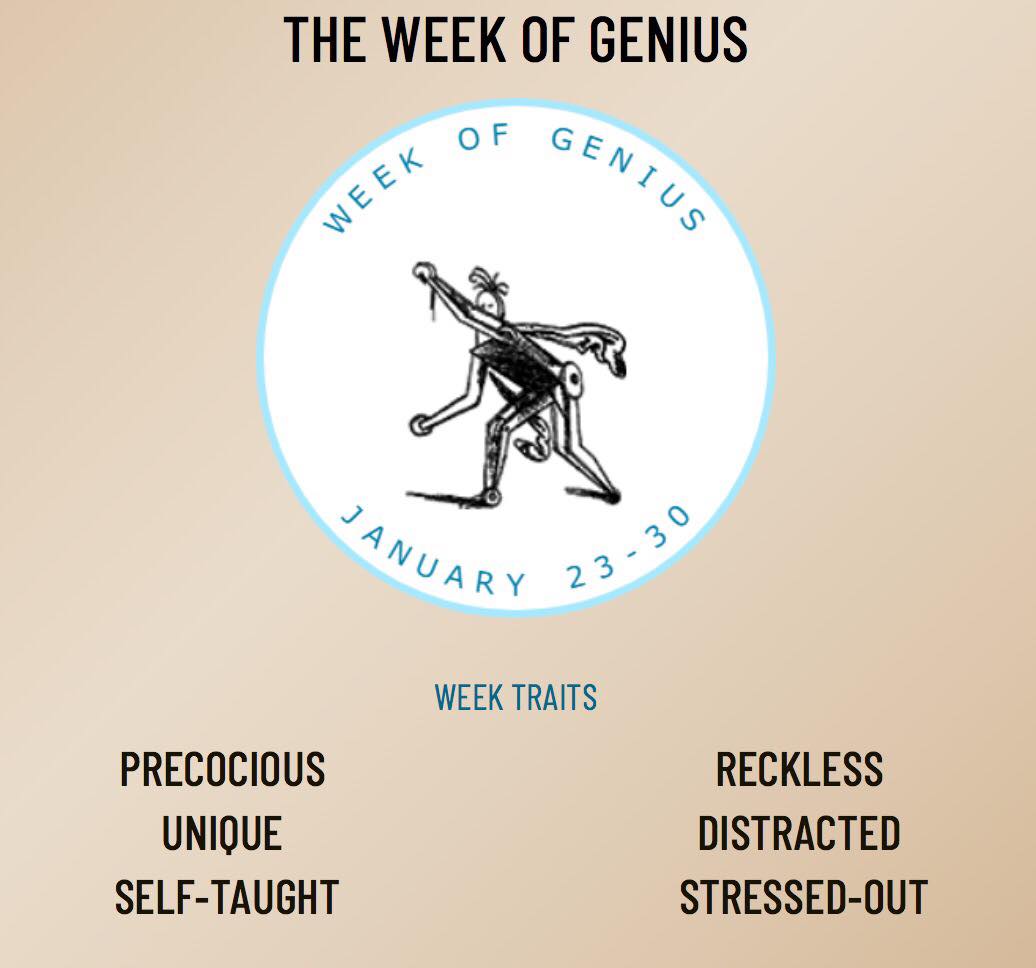 THE WEEK OF GENIUS
WEEK OF GENIUS
JANUARY 23-30
WEEK TRAITS
PRECOCIOUS
UNIQUE
SELF-TAUGHT
RECKLESS
DISTRACTED
STRESSED-OUT